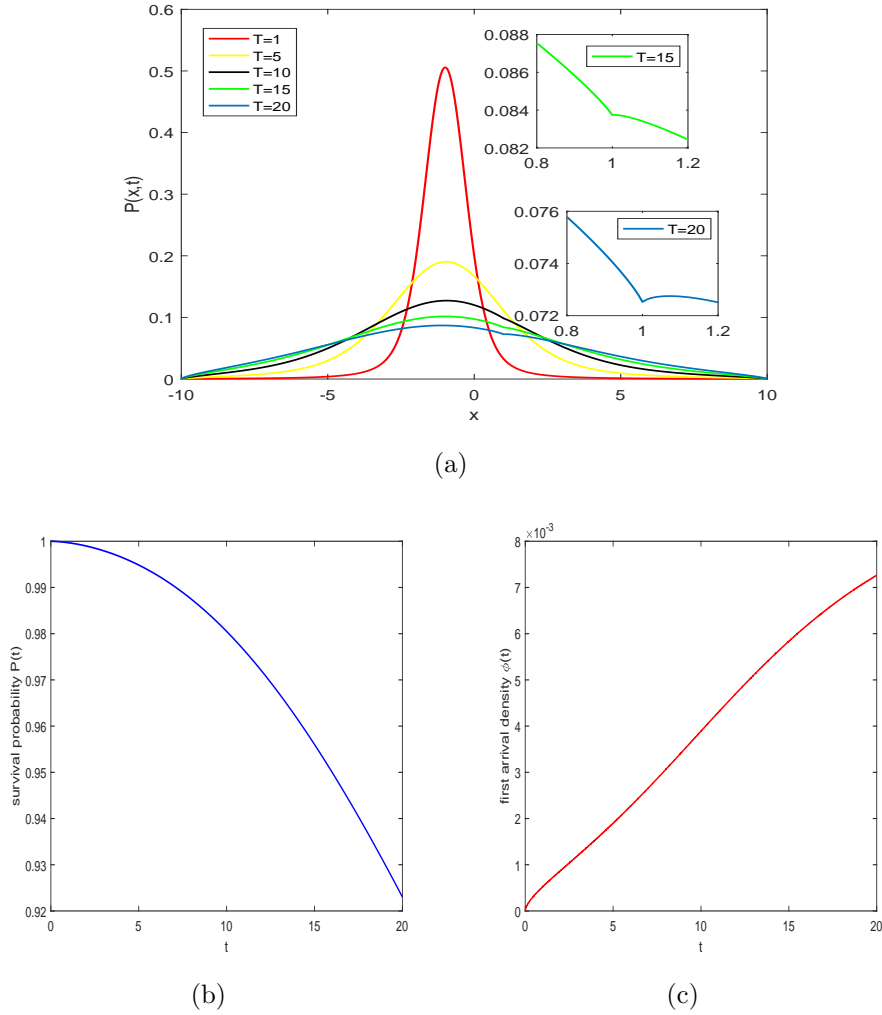 0.6
0.5
0.4
0.3
0.2
0.1
0
P(x,t)
T=1
T=5
T=10
T=15
T=20
0.088
0.086
0.084
0.082
T=15
0.8 1 1.2
0.076
0.074
0.072
T=20
0.8 1 1.2
-10 -5 0 5 10
x
(a)
1
0.99
0.98
0.97
0.96
0.95
0.94
0.93
0.92
survival probability P(t)
0 5 10 15 20
t
(b)
×10⁻³
8
7
6
5
4
3
2
1
0
first arrival density ϕ(t)
0 5 10 15 20
t
(c)